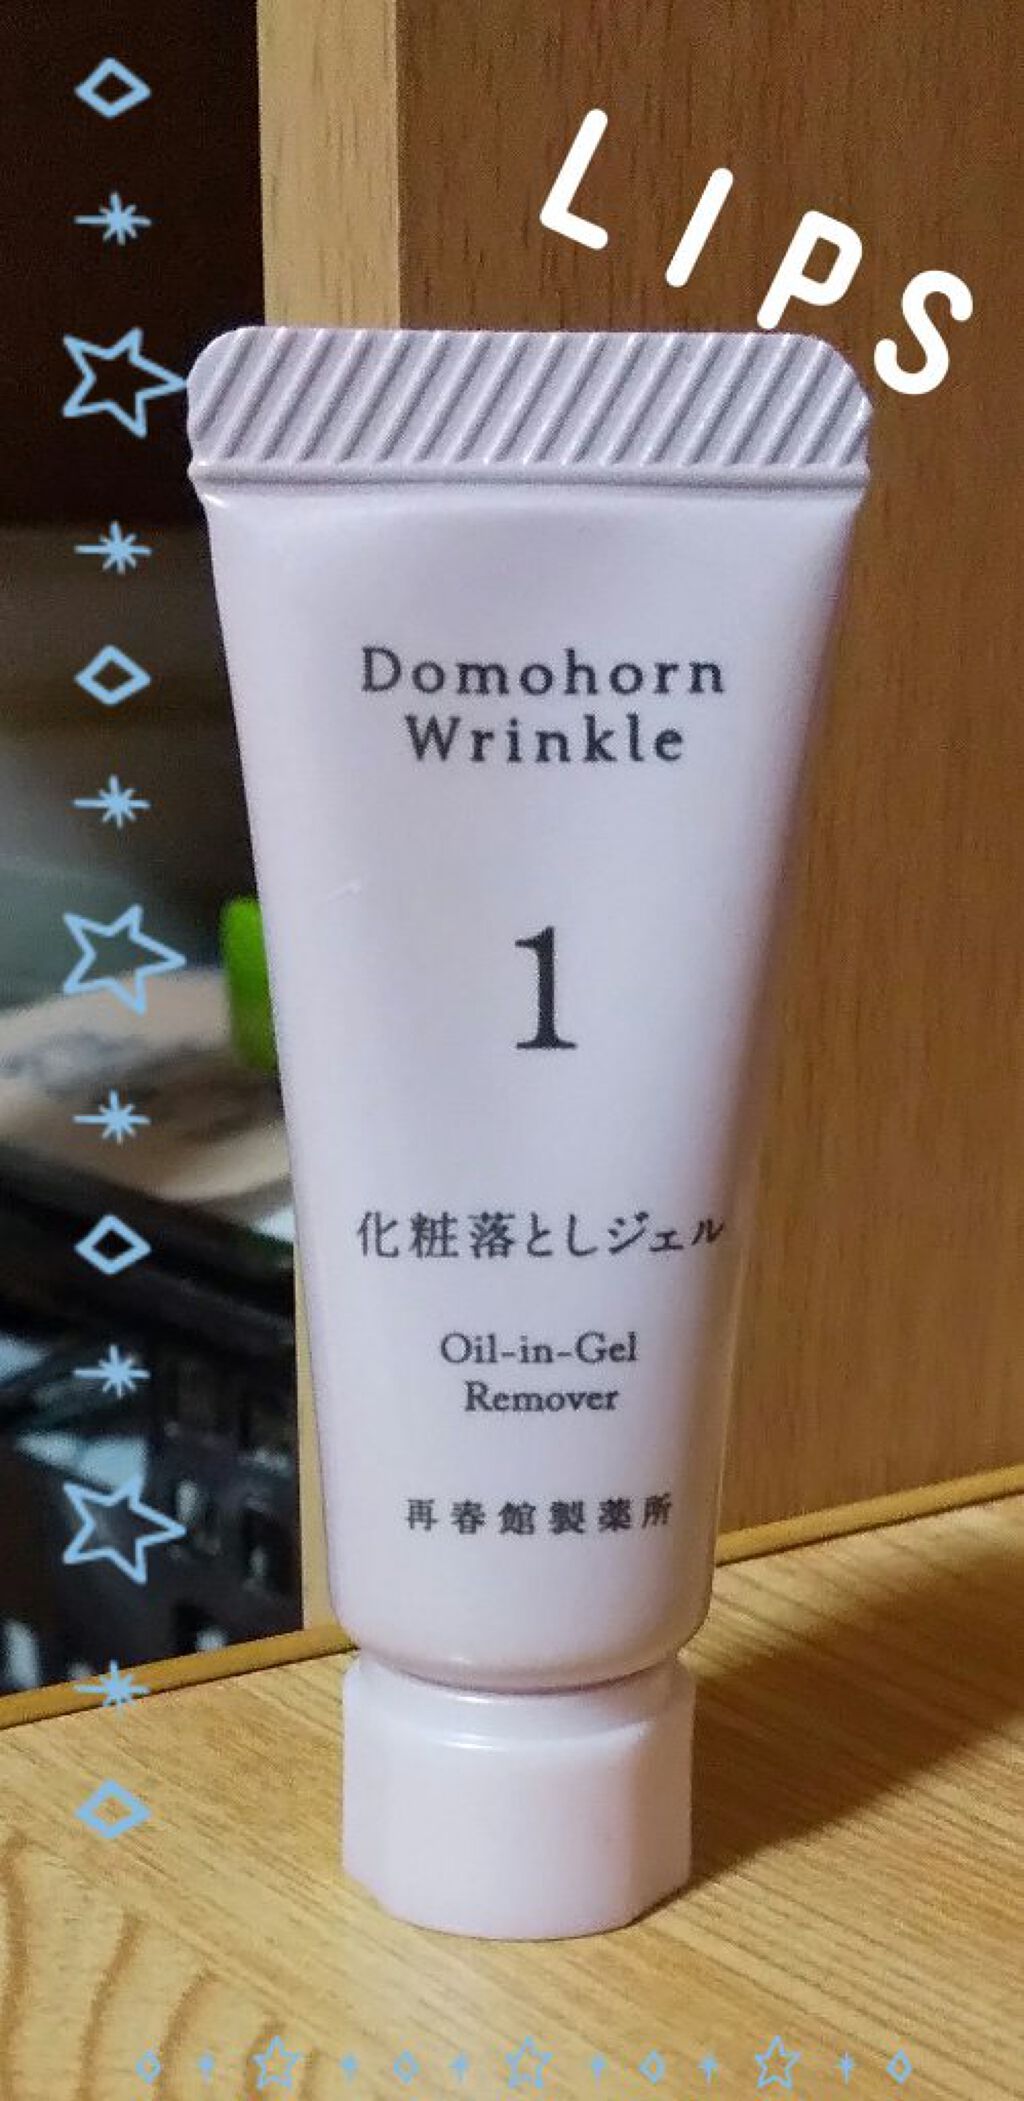 LIPS
Domohorn
Wrinkle
1
化粧落としジェル
Oil-in-Gel
Remover
再春館製薬所